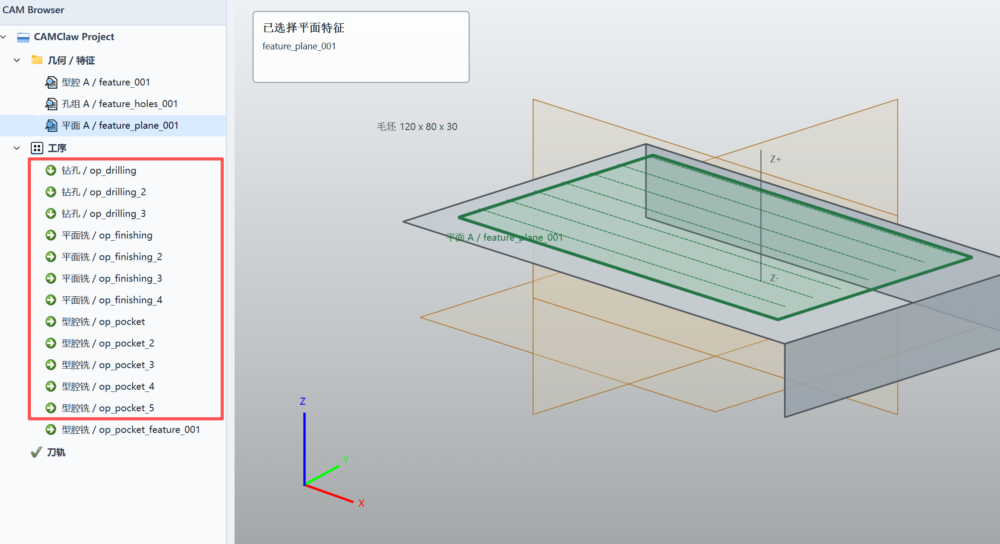 CAM Browser
CAMClaw Project
几何 / 特征
型腔 A / feature_001
孔组 A / feature_holes_001
平面 A / feature_plane_001
工序
钻孔 / op_drilling
钻孔 / op_drilling_2
钻孔 / op_drilling_3
平面铣 / op_finishing
平面铣 / op_finishing_2
平面铣 / op_finishing_3
平面铣 / op_finishing_4
型腔铣 / op_pocket
型腔铣 / op_pocket_2
型腔铣 / op_pocket_3
型腔铣 / op_pocket_4
型腔铣 / op_pocket_5
型腔铣 / op_pocket_feature_001
刀轨
已选择平面特征
feature_plane_001
毛坯 120 x 80 x 30
Z+
平面 A / feature_plane_001
Z-
Z
Y
X